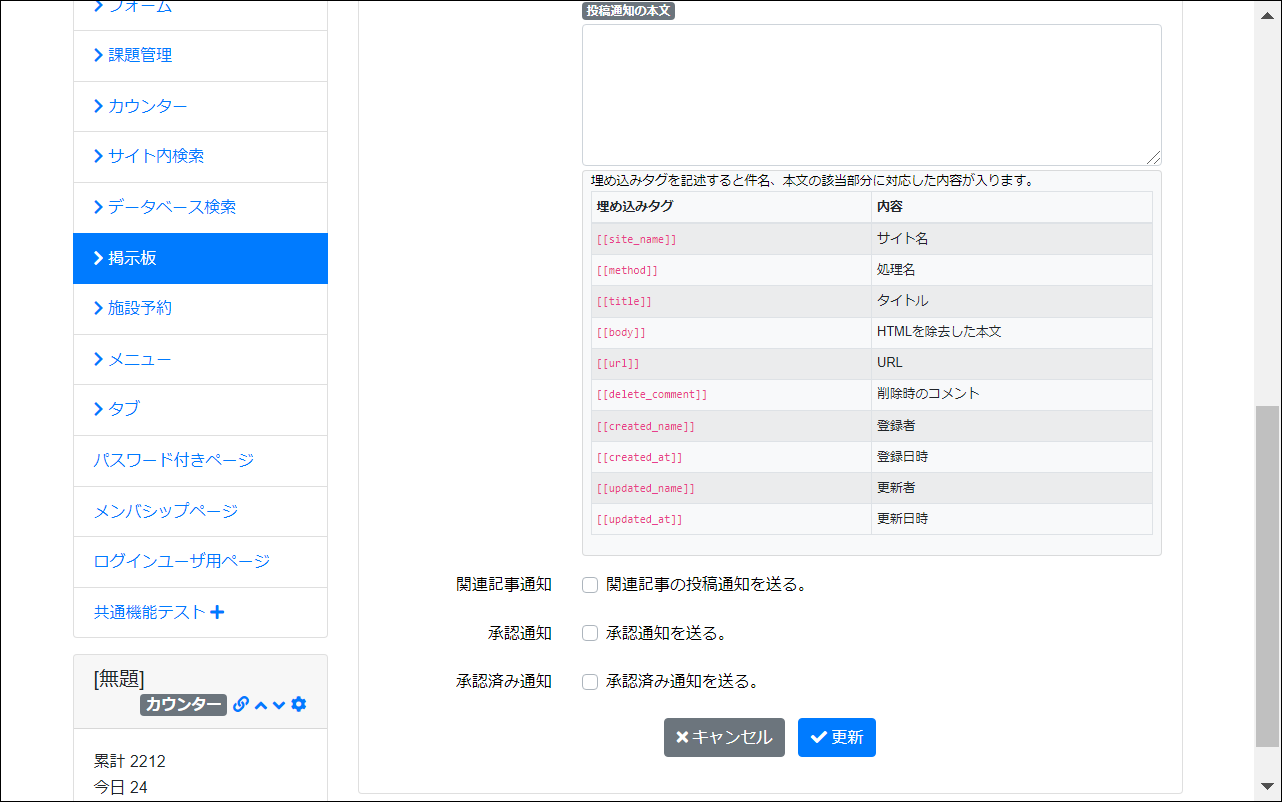 フォーム
課題管理
カウンター
サイト内検索
データベース検索
掲示板
施設予約
メニュー
タブ
パスワード付きページ
メンバシップページ
ログインユーザ用ページ
共通機能テスト
[無題]
カウンター
累計 2212
今日 24
投稿通知の本文
埋め込みタグを記述すると件名、本文の該当部分に対応した内容が入ります。
埋め込みタグ 内容
[[site_name]] サイト名
[[method]] 処理名
[[title]] タイトル
[[body]] HTMLを除去した本文
[[url]] URL
[[delete_comment]] 削除時のコメント
[[created_name]] 登録者
[[created_at]] 登録日時
[[updated_name]] 更新者
[[updated_at]] 更新日時
関連記事通知 関連記事の投稿通知を送る。
承認通知 承認通知を送る。
承認済み通知 承認済み通知を送る。
キャンセル 更新